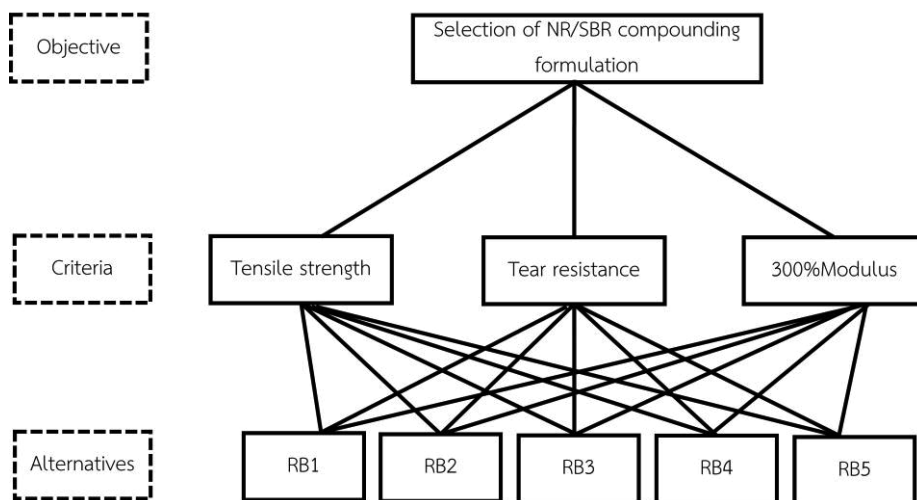 Objective
Selection of NR/SBR compounding
formulation
Criteria
Tensile strength
Tear resistance
300%Modulus
Alternatives
RB1
RB2
RB3
RB4
RB5